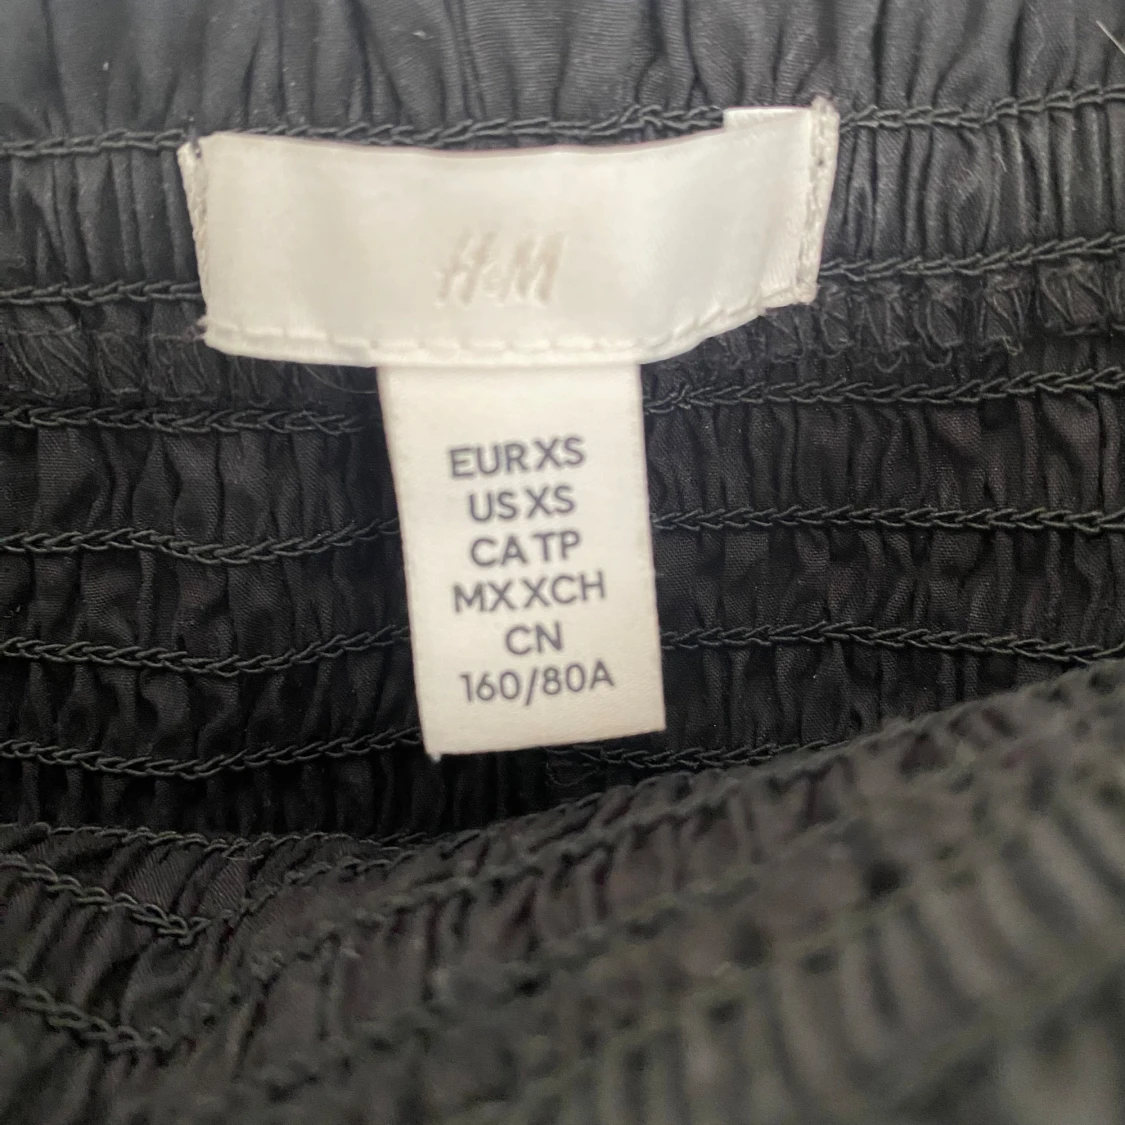 H&M
EUR XS
US XS
CA TP
MX XCH
CN
160/80A